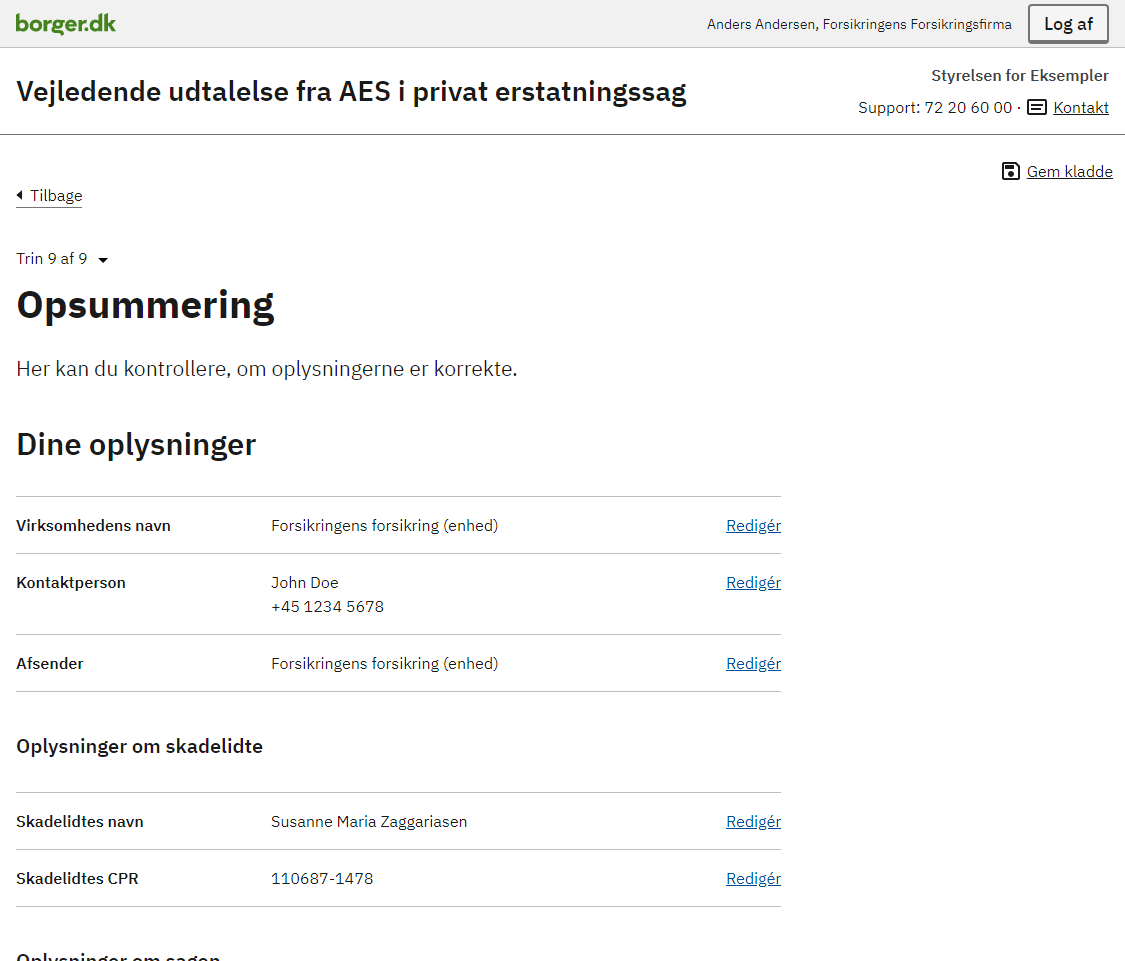 borger.dk
Anders Andersen, Forsikringens Forsikringsfirma
Log af
Vejledende udtalelse fra AES i privat erstatningssag
Styrelsen for Eksempler
Support: 72 20 60 00 · Kontakt
Gem kladde
Tilbage
Trin 9 af 9
Opsummering
Her kan du kontrollere, om oplysningerne er korrekte.
Dine oplysninger
Virksomhedens navn
Forsikringens forsikring (enhed)
Redigér
Kontaktperson
John Doe
+45 1234 5678
Redigér
Afsender
Forsikringens forsikring (enhed)
Redigér
Oplysninger om skadelidte
Skadelidtes navn
Susanne Maria Zaggariasen
Redigér
Skadelidtes CPR
110687-1478
Redigér
Oplysninger om sagen